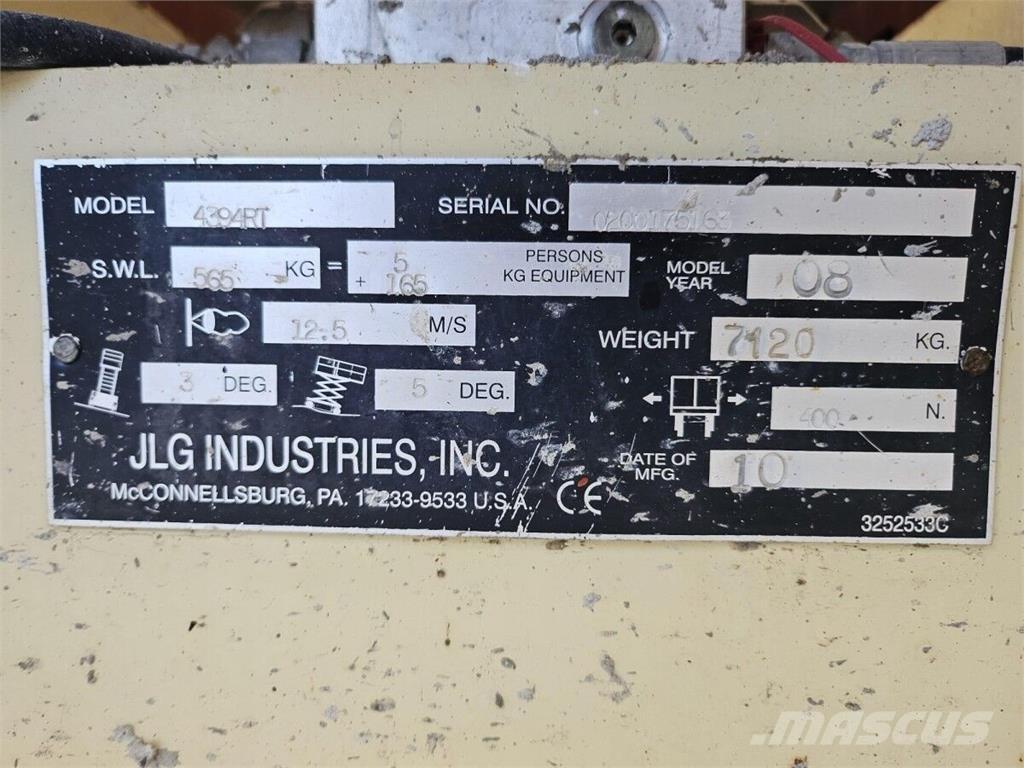 MODEL 4394RT SERIAL NO. 0200175163
S.W.L. 565 KG = 5 PERSONS
+ 165 KG EQUIPMENT
MODEL YEAR 08
12.5 M/S
WEIGHT 7120 KG.
3 DEG. 5 DEG.
400 N.
JLG INDUSTRIES, INC.
McCONNELLSBURG, PA. 17233-9533 U.S.A.
CE
DATE OF MFG. 10
3252533C
MASCUS